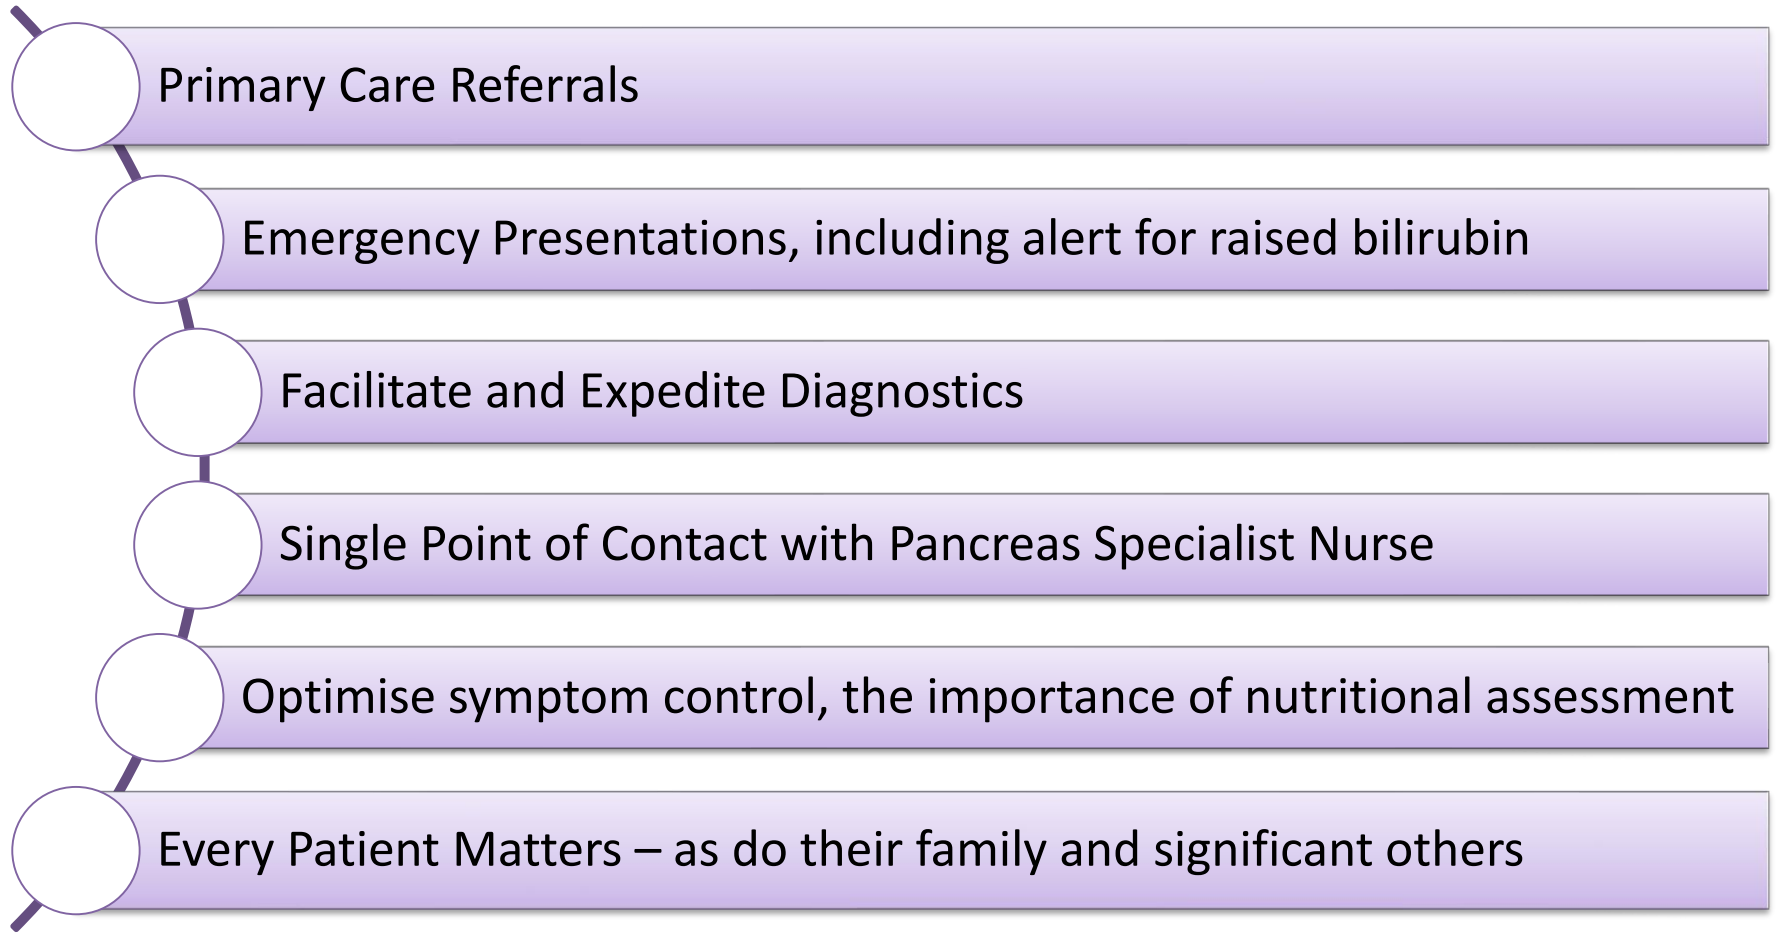 Primary Care Referrals
Emergency Presentations, including alert for raised bilirubin
Facilitate and Expedite Diagnostics
Single Point of Contact with Pancreas Specialist Nurse
Optimise symptom control, the importance of nutritional assessment
Every Patient Matters – as do their family and significant others